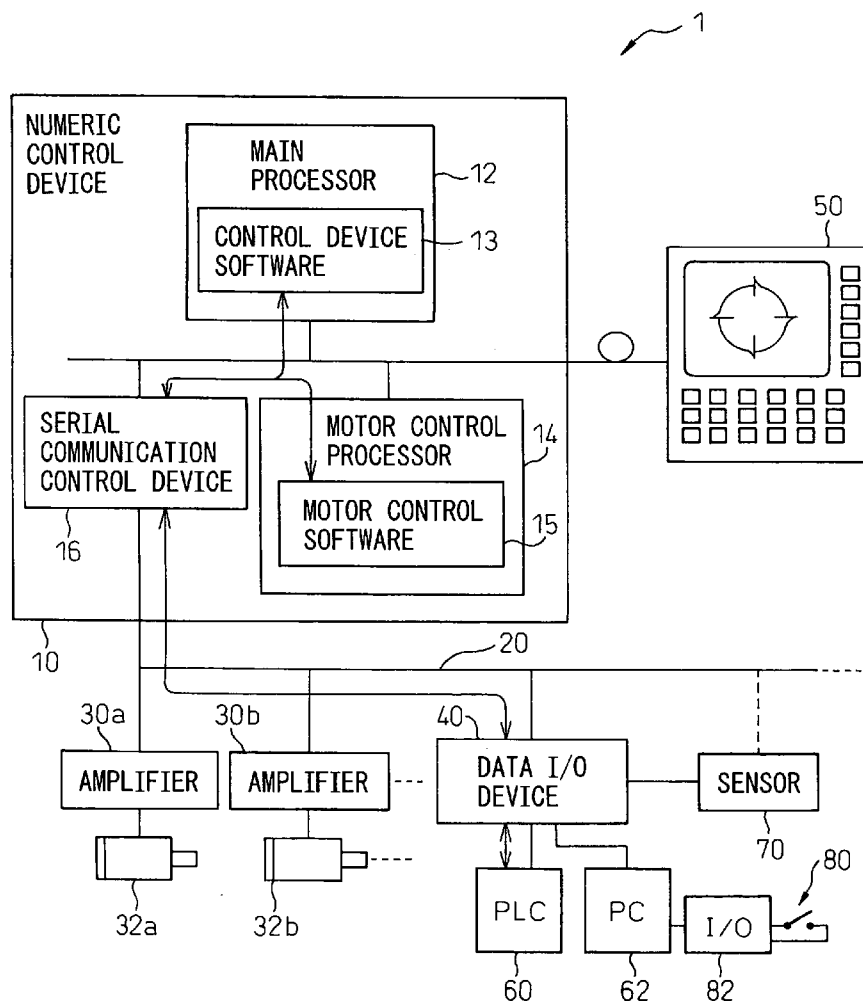 1
NUMERIC
CONTROL
DEVICE
MAIN
PROCESSOR
12
CONTROL DEVICE
SOFTWARE
13
50
SERIAL
COMMUNICATION
CONTROL DEVICE
16
MOTOR CONTROL
PROCESSOR
14
MOTOR CONTROL
SOFTWARE
15
10
20
30a
30b
40
AMPLIFIER
AMPLIFIER
DATA I/O
DEVICE
SENSOR
70
32a
32b
PLC
60
PC
62
I/O
82
80